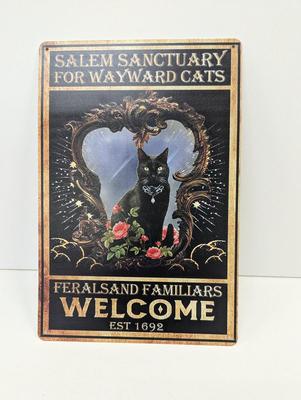 SALEM SANCTUARY
FOR WAYWARD CATS
FERALSAND FAMILIARS
WELCOME
EST 1692